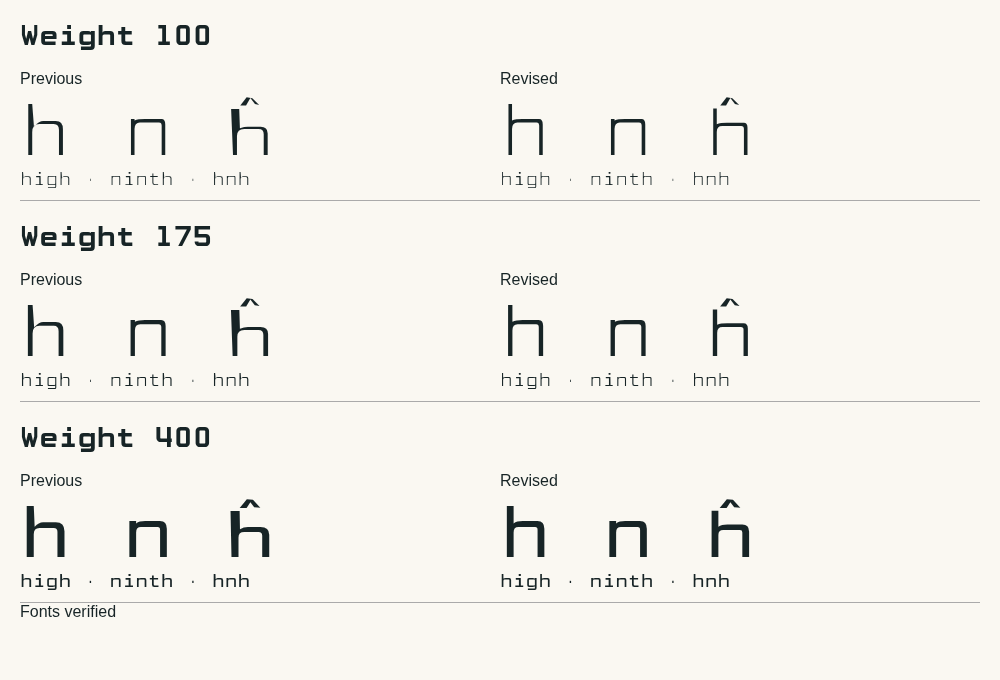 Weight 100
Previous Revised
h n ĥ h n ĥ
high · ninth · hnh high · ninth · hnh
Weight 175
Previous Revised
h n ĥ h n ĥ
high · ninth · hnh high · ninth · hnh
Weight 400
Previous Revised
h n ĥ h n ĥ
high · ninth · hnh high · ninth · hnh
Fonts verified